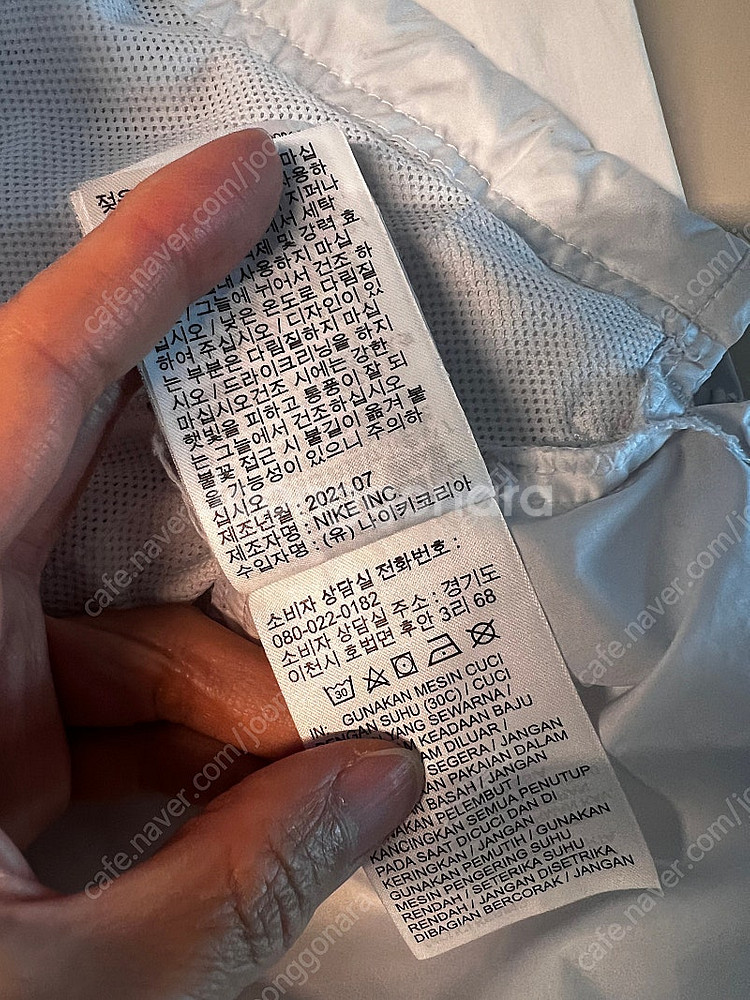 젖은
마십
사용하
지퍼나
에서 세탁
제 및 강력 효
내 사용하지 마십
/ 그늘에 뉘어서 건조 하
십시오 / 낮은 온도로 다림질
하여 주십시오 / 디자인이 있
는 부분은 다림질하지 마십
시오 / 드라이크리닝을 하지
마십시오건조 시에는 강한
햇빛을 피하고 통풍이 잘 되
는 그늘에서 건조하십시오
불꽃 접근 시 불길이 옮겨 붙
을가능성이 있으니 주의하
십시오
제조년월 : 2021.07
제조자명 : NIKE INC.
수입자명 : (유) 나이키코리아
소비자 상담실 전화번호 :
080-022-0182
소비자 상담실 주소 : 경기도
이천시 호법면 후안 3리 68
30
IN: GUNAKAN MESIN CUCI
DENGAN SUHU (30C) / CUCI
YANG SEWARNA /
KEADAAN BAJU
DILUAR /
SEGERA / JANGAN
PAKAIAN DALAM
BASAH / JANGAN
PELEMBUT /
KANCINGKAN SEMUA PENUTUP
PADA SAAT DICUCI DAN DI
KERINGKAN / JANGAN
GUNAKAN PEMUTIH / GUNAKAN
MESIN PENGERING SUHU
RENDAH / SETERIKA SUHU
RENDAH / JANGAN DISETRIKA
DIBAGIAN BERCORAK / JANGAN